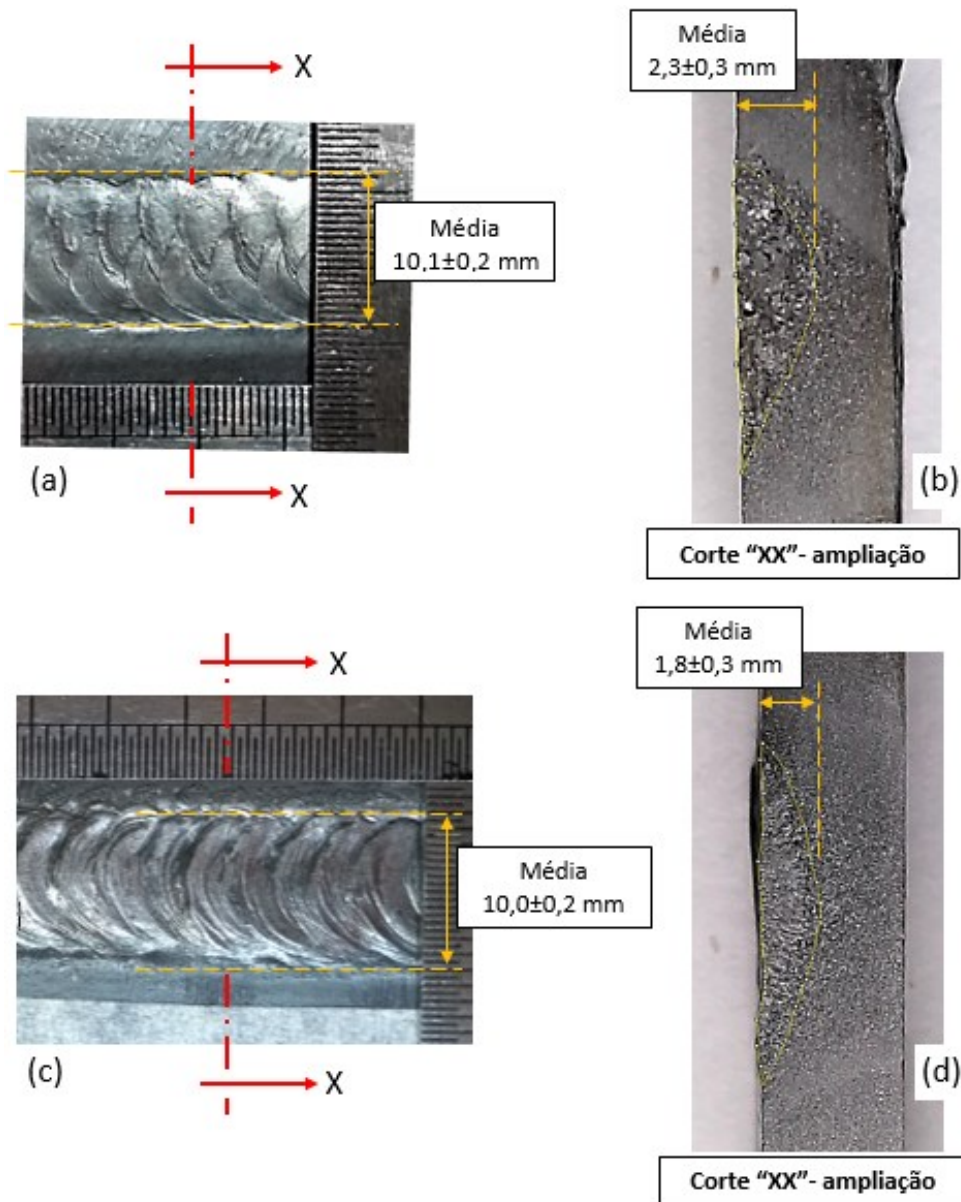 X
Média
10,1±0,2 mm
X
(a)
Média
2,3±0,3 mm
(b)
Corte “XX”- ampliação
X
Média
10,0±0,2 mm
X
(c)
Média
1,8±0,3 mm
(d)
Corte “XX”- ampliação